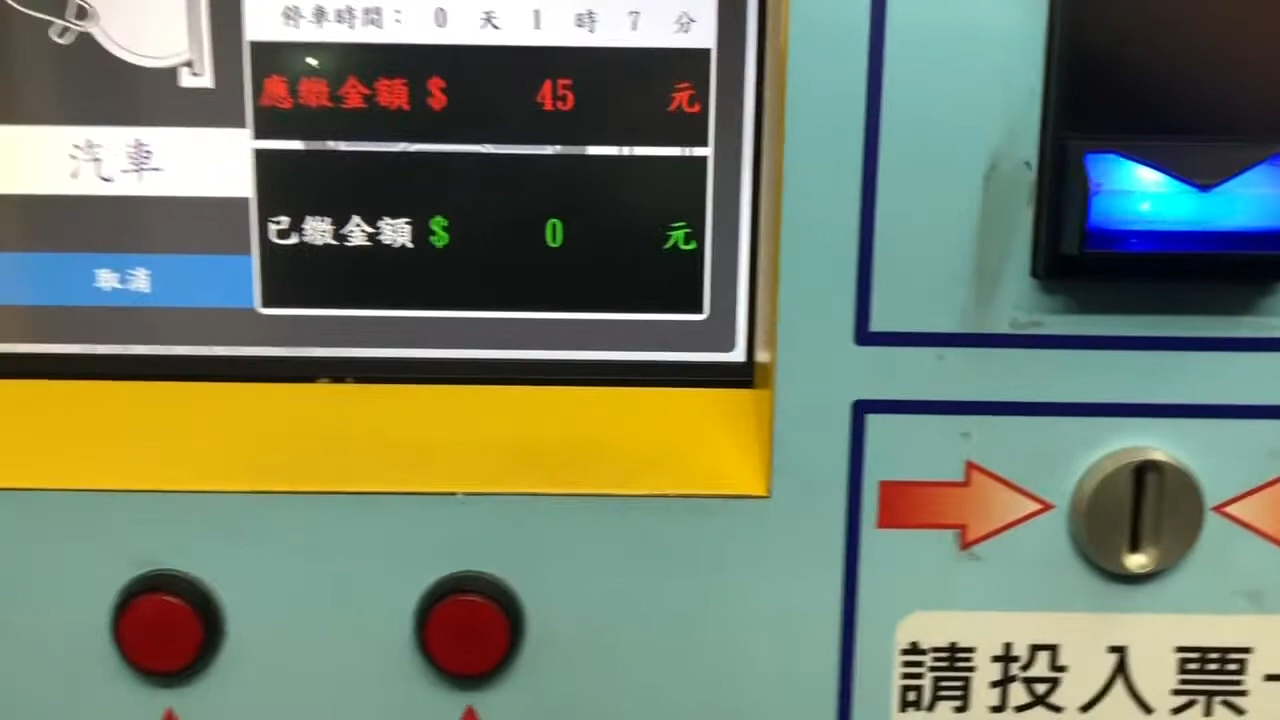 停車時間： 0 天 1 時 7 分
應繳金額 $ 45 元
汽車
已繳金額 $ 0 元
取消
請投入票